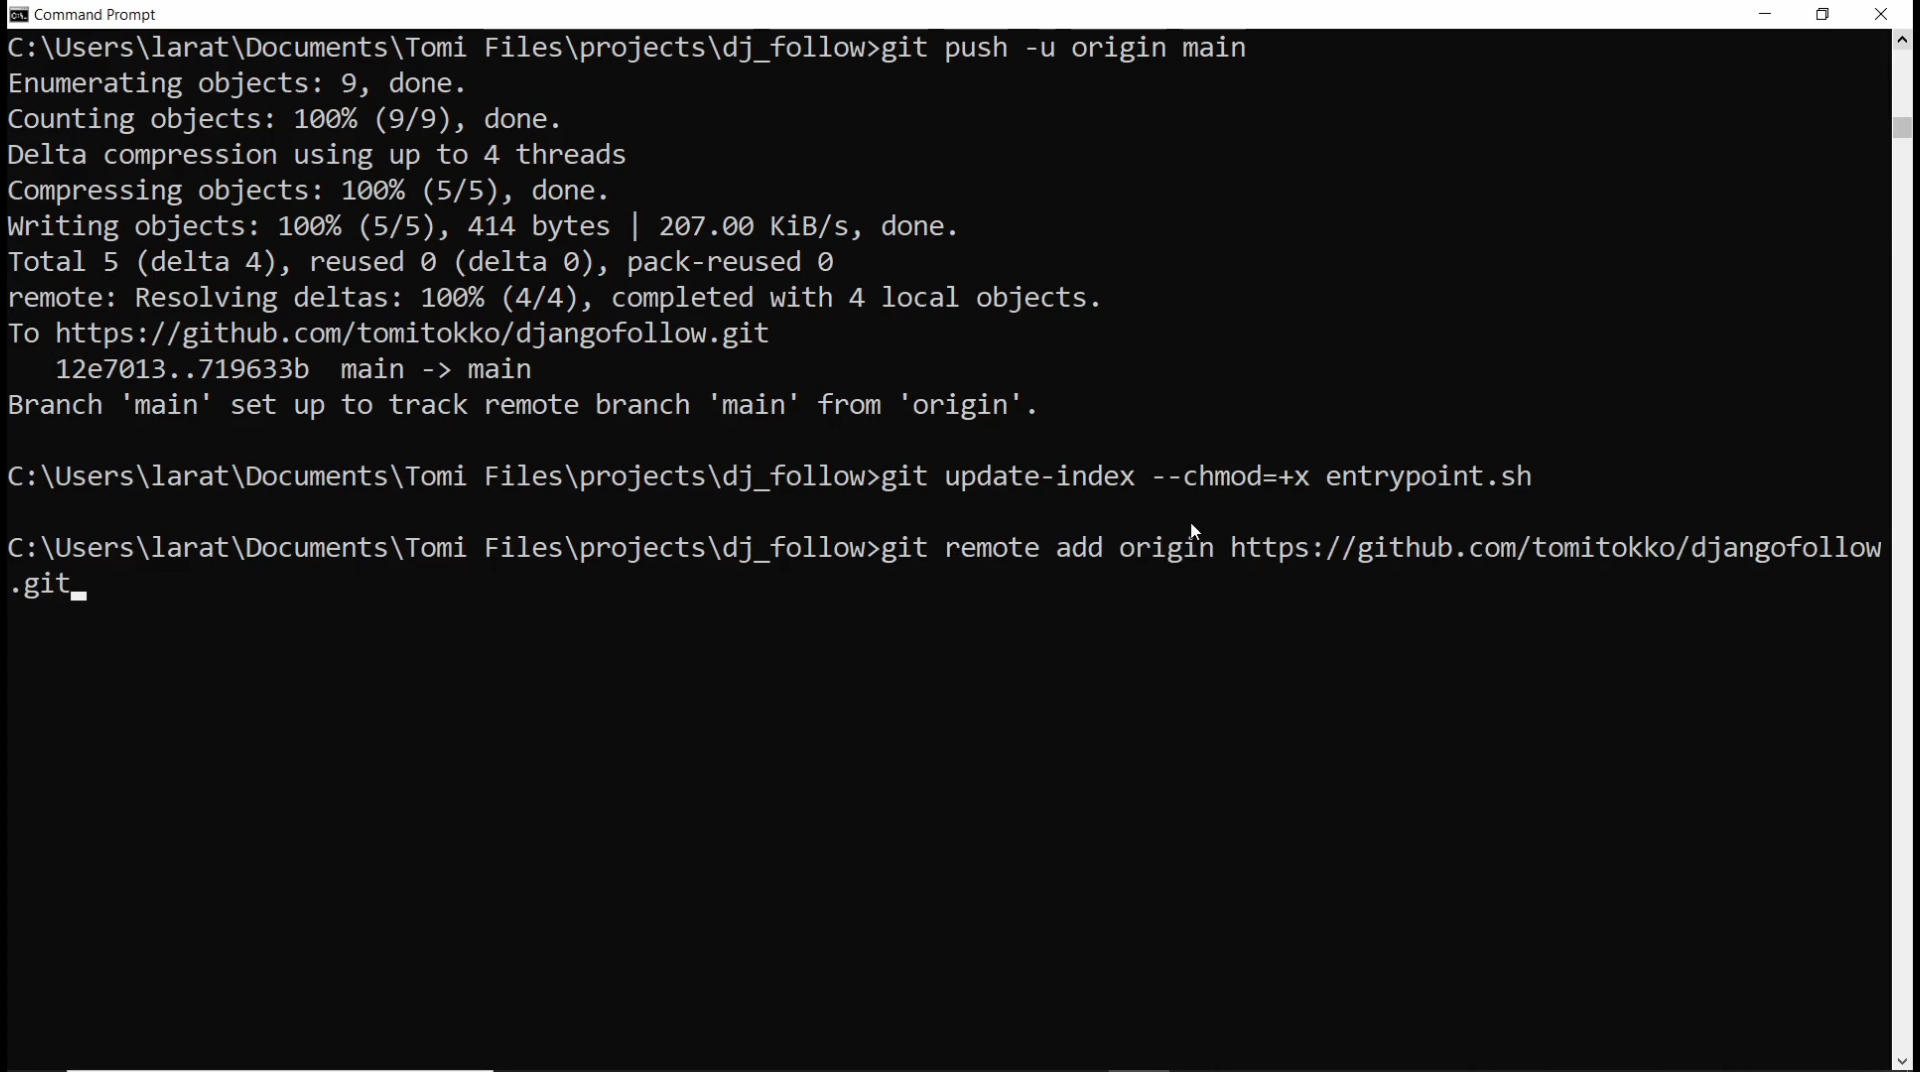 Command Prompt
C:\Users\larat\Documents\Tomi Files\projects\dj_follow>git push -u origin main
Enumerating objects: 9, done.
Counting objects: 100% (9/9), done.
Delta compression using up to 4 threads
Compressing objects: 100% (5/5), done.
Writing objects: 100% (5/5), 414 bytes | 207.00 KiB/s, done.
Total 5 (delta 4), reused 0 (delta 0), pack-reused 0
remote: Resolving deltas: 100% (4/4), completed with 4 local objects.
To https://github.com/tomitokko/djangofollow.git
   12e7013..719633b  main -> main
Branch 'main' set up to track remote branch 'main' from 'origin'.
C:\Users\larat\Documents\Tomi Files\projects\dj_follow>git update-index --chmod=+x entrypoint.sh
C:\Users\larat\Documents\Tomi Files\projects\dj_follow>git remote add origin https://github.com/tomitokko/djangofollow
.git